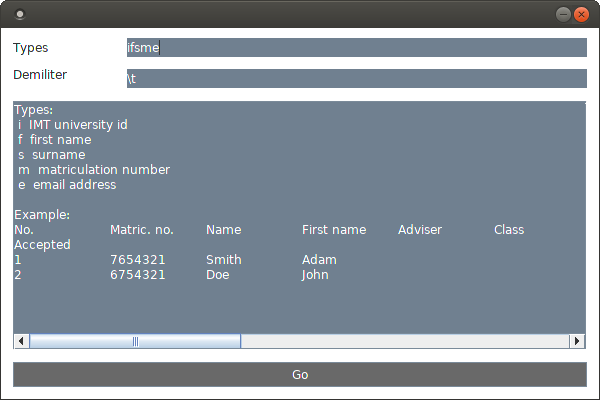 Types ifsme
Demiliter \t
Types:
i IMT university id
f first name
s surname
m matriculation number
e email address
Example:
No. Matric. no. Name First name Adviser Class
Accepted
1 7654321 Smith Adam
2 6754321 Doe John
Go